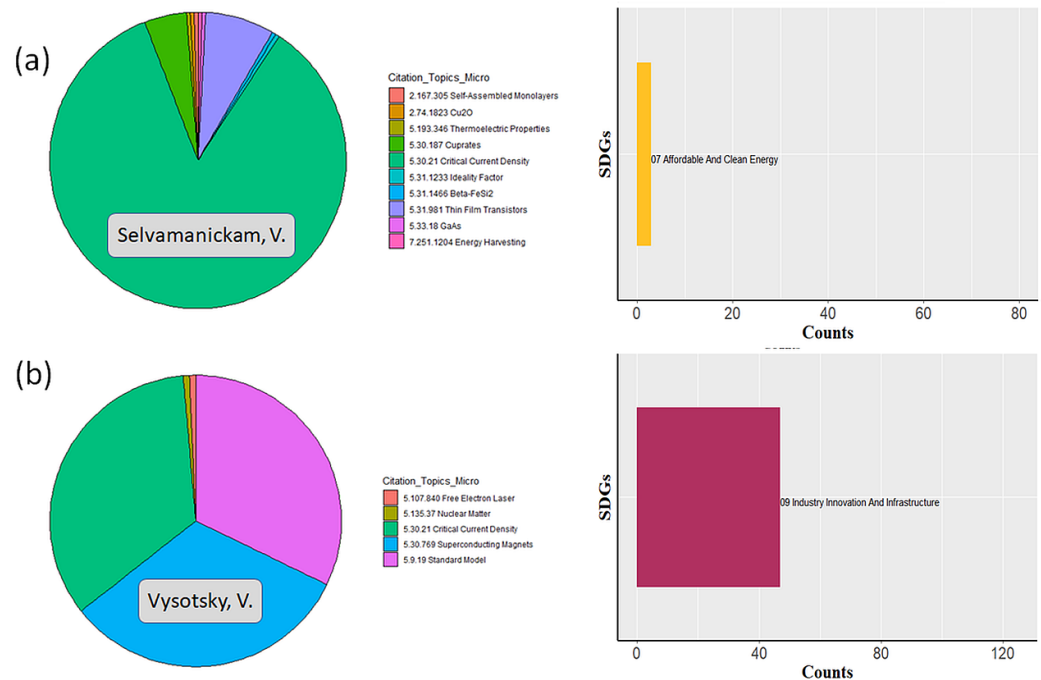 (a)
Selvamanickam, V.
Citation_Topics_Micro
2.167.305 Self-Assembled Monolayers
2.74.1823 Cu2O
5.193.346 Thermoelectric Properties
5.30.187 Cuprates
5.30.21 Critical Current Density
5.31.1233 Ideality Factor
5.31.1466 Beta-FeSi2
5.31.981 Thin Film Transistors
5.33.18 GaAs
7.251.1204 Energy Harvesting
SDGs
07 Affordable And Clean Energy
0 20 40 60 80
Counts
(b)
Vysotsky, V.
Citation_Topics_Micro
5.107.840 Free Electron Laser
5.135.37 Nuclear Matter
5.30.21 Critical Current Density
5.30.769 Superconducting Magnets
5.9.19 Standard Model
SDGs
09 Industry Innovation And Infrastructure
0 40 80 120
Counts